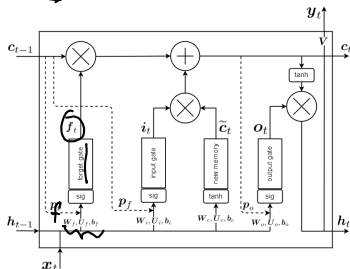 y_t
V
c_{t-1}
c_t
tanh
f_t
i_t
\widetilde{c}_t
o_t
forget gate
input gate
new memory
output gate
sig
sig
tanh
sig
p_f
p_o
W_f, U_f, b_f
W_i, U_i, b_i
W_c, U_c, b_c
W_o, U_o, b_o
h_{t-1}
h_t
x_t